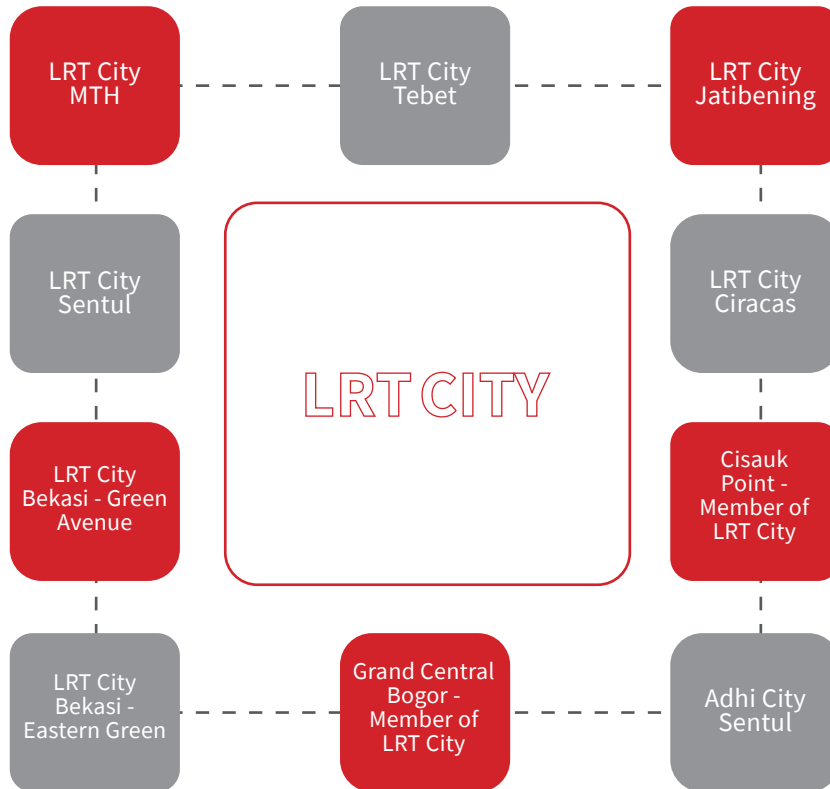 LRT City
MTH
LRT City
Tebet
LRT City
Jatibening
LRT City
Sentul
LRT City
Ciracas
LRT CITY
LRT City
Bekasi - Green
Avenue
Cisauk
Point -
Member of
LRT City
LRT City
Bekasi -
Eastern Green
Grand Central
Bogor -
Member of
LRT City
Adhi City
Sentul